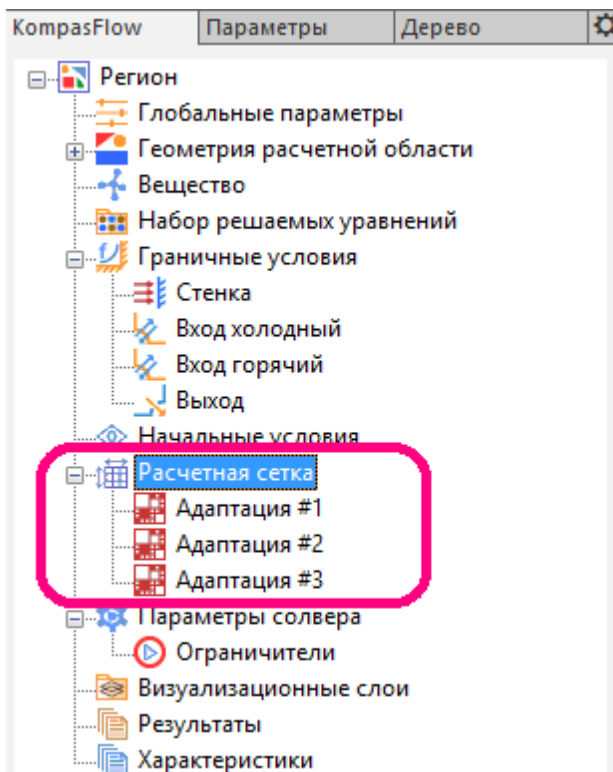 KompasFlow Параметры Дерево
Регион
Глобальные параметры
Геометрия расчетной области
Вещество
Набор решаемых уравнений
Граничные условия
Стенка
Вход холодный
Вход горячий
Выход
Начальные условия
Расчетная сетка
Адаптация #1
Адаптация #2
Адаптация #3
Параметры солвера
Ограничители
Визуализационные слои
Результаты
Характеристики